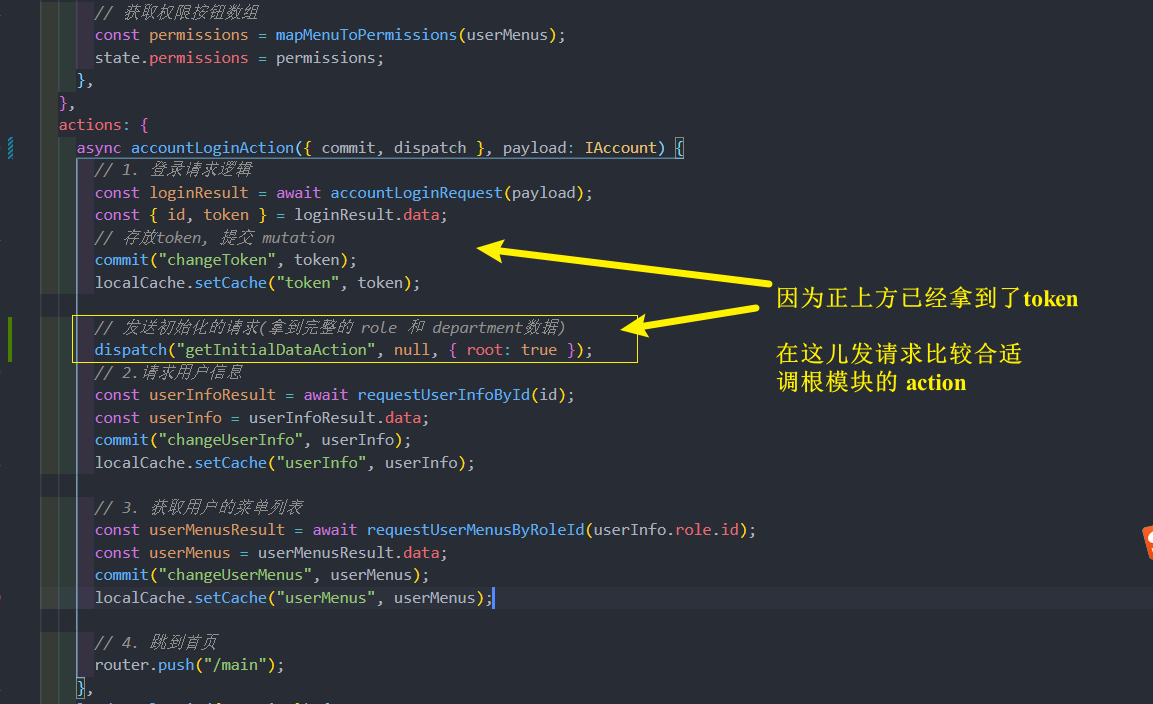 // 获取权限按钮数组
const permissions = mapMenuToPermissions(userMenus);
state.permissions = permissions;
},
},
actions: {
async accountLoginAction({ commit, dispatch }, payload: IAccount) {
// 1. 登录请求逻辑
const loginResult = await accountLoginRequest(payload);
const { id, token } = loginResult.data;
// 存放token, 提交 mutation
commit("changeToken", token);
localCache.setCache("token", token);
// 发送初始化的请求(拿到完整的 role 和 department数据)
dispatch("getInitialDataAction", null, { root: true });
// 2.请求用户信息
const userInfoResult = await requestUserInfoById(id);
const userInfo = userInfoResult.data;
commit("changeUserInfo", userInfo);
localCache.setCache("userInfo", userInfo);
// 3. 获取用户的菜单列表
const userMenusResult = await requestUserMenusByRoleId(userInfo.role.id);
const userMenus = userMenusResult.data;
commit("changeUserMenus", userMenus);
localCache.setCache("userMenus", userMenus);
// 4. 跳到首页
router.push("/main");
},
因为正上方已经拿到了token
在这儿发请求比较合适
调根模块的 action